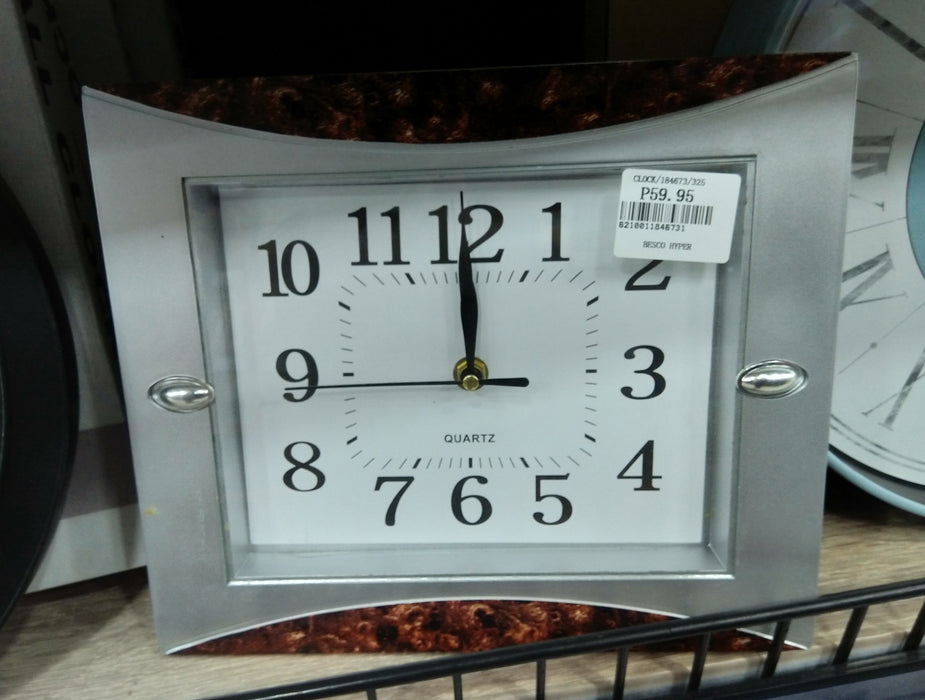 CLOCK/184673/325
P59.95
6210011846731
BESCO HYPER
11 12 1
10 2
9 3
QUARTZ
8 4
7 6 5